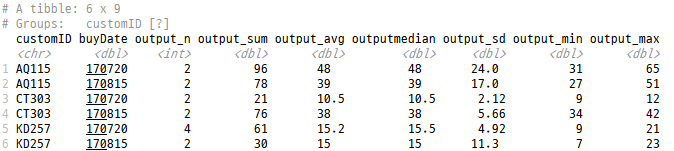 # A tibble: 6 x 9
# Groups: customID [?]
customID buyDate output_n output_sum output_avg outputmedian output_sd output_min output_max
<chr> <dbl> <int> <dbl> <dbl> <dbl> <dbl> <dbl> <dbl>
1 AQ115 170720 2 96 48 48 24.0 31 65
2 AQ115 170815 2 78 39 39 17.0 27 51
3 CT303 170720 2 21 10.5 10.5 2.12 9 12
4 CT303 170815 2 76 38 38 5.66 34 42
5 KD257 170720 4 61 15.2 15.5 4.92 9 21
6 KD257 170815 2 30 15 15 11.3 7 23